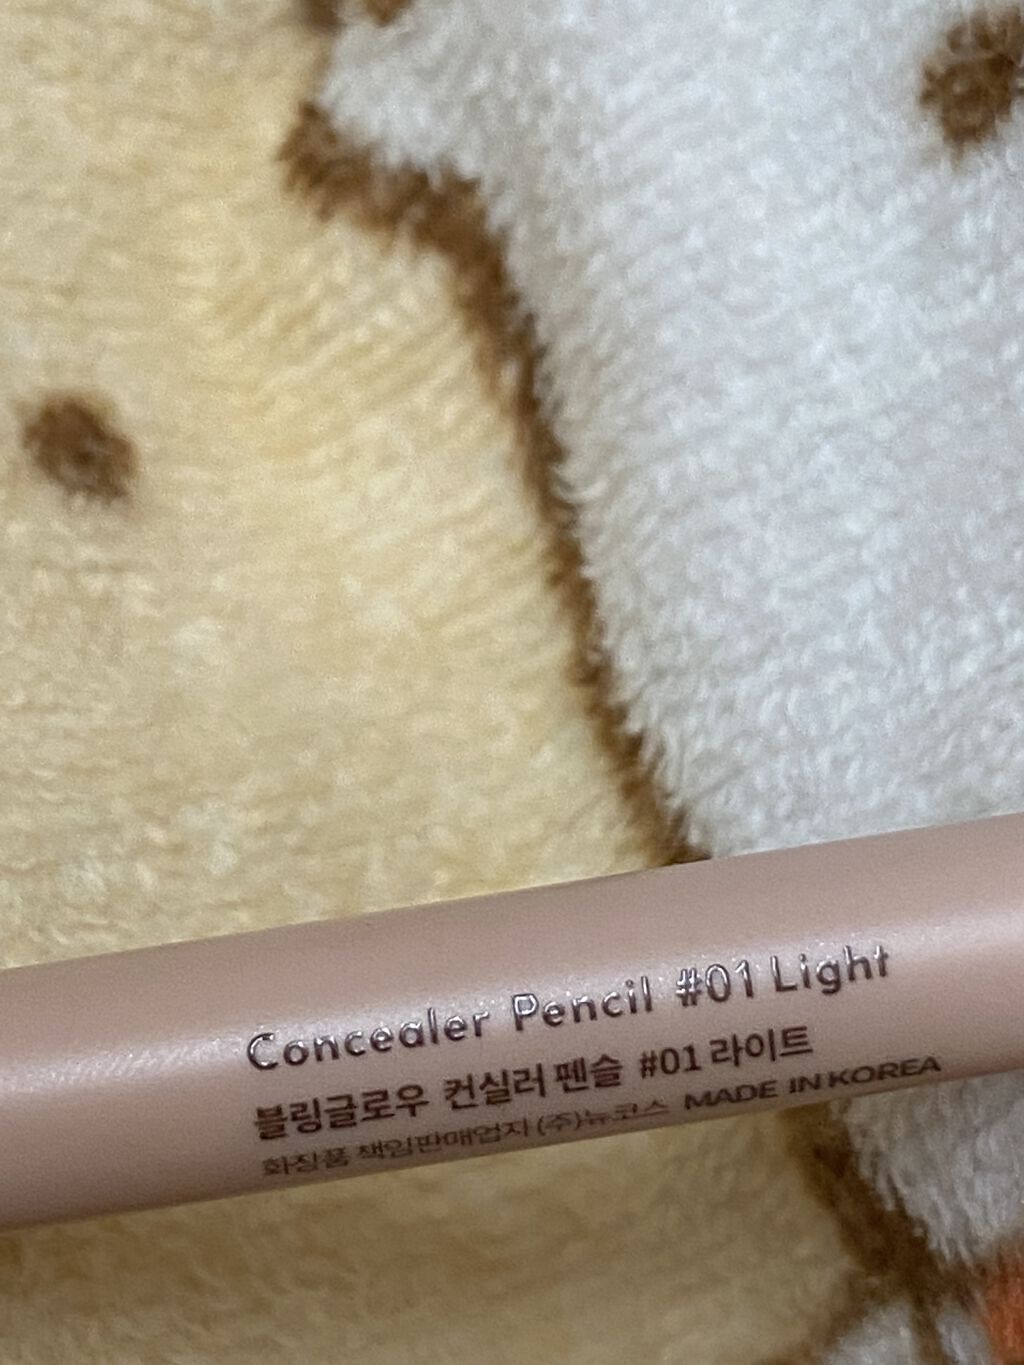 Concealer Pencil #01 Light
블링글로우 컨실러 펜슬 #01 라이트
화장품 책임판매업자 (주)뉴코스 MADE IN KOREA